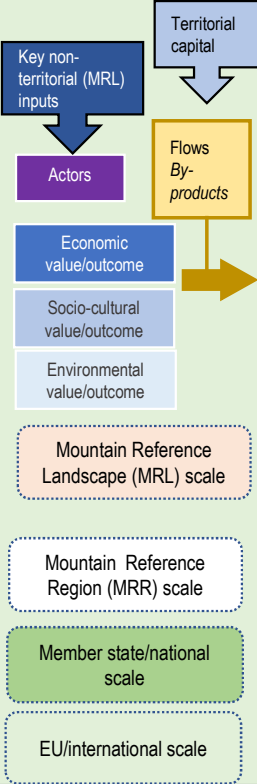 Territorial
capital
Key non-
territorial (MRL)
inputs
Flows
By-
products
Actors
Economic
value/outcome
Socio-cultural
value/outcome
Environmental
value/outcome
Mountain Reference
Landscape (MRL) scale
Mountain Reference
Region (MRR) scale
Member state/national
scale
EU/international scale